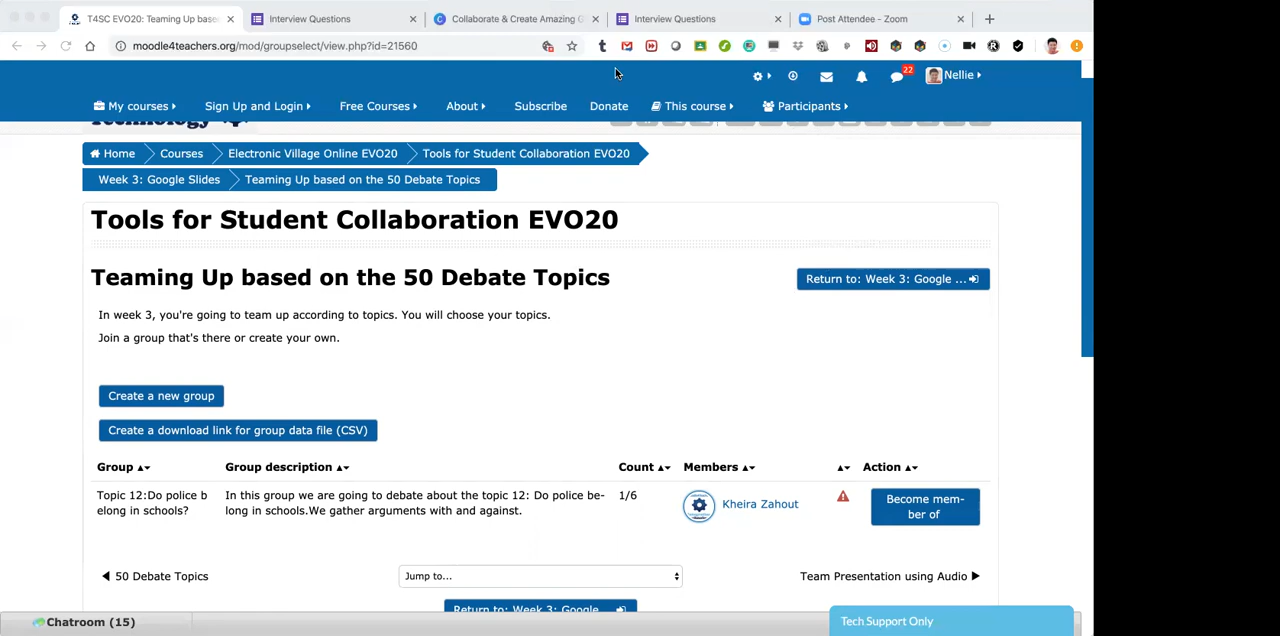 T4SC EVO20: Teaming Up base
Interview Questions
Collaborate & Create Amazing G
Interview Questions
Post Attendee - Zoom
moodle4teachers.org/mod/groupselect/view.php?id=21560
22
Nellie
My courses
Sign Up and Login
Free Courses
About
Subscribe
Donate
This course
Participants
Technology
Home
Courses
Electronic Village Online EVO20
Tools for Student Collaboration EVO20
Week 3: Google Slides
Teaming Up based on the 50 Debate Topics
Tools for Student Collaboration EVO20
Teaming Up based on the 50 Debate Topics
Return to: Week 3: Google ...
In week 3, you're going to team up according to topics. You will choose your topics.
Join a group that's there or create your own.
Create a new group
Create a download link for group data file (CSV)
Group
Group description
Count
Members
Action
Topic 12:Do police b
elong in schools?
In this group we are going to debate about the topic 12: Do police be-
long in schools.We gather arguments with and against.
1/6
Kheira Zahout
Become mem-
ber of
50 Debate Topics
Jump to...
Team Presentation using Audio
Return to: Week 3: Google
Chatroom (15)
Tech Support Only